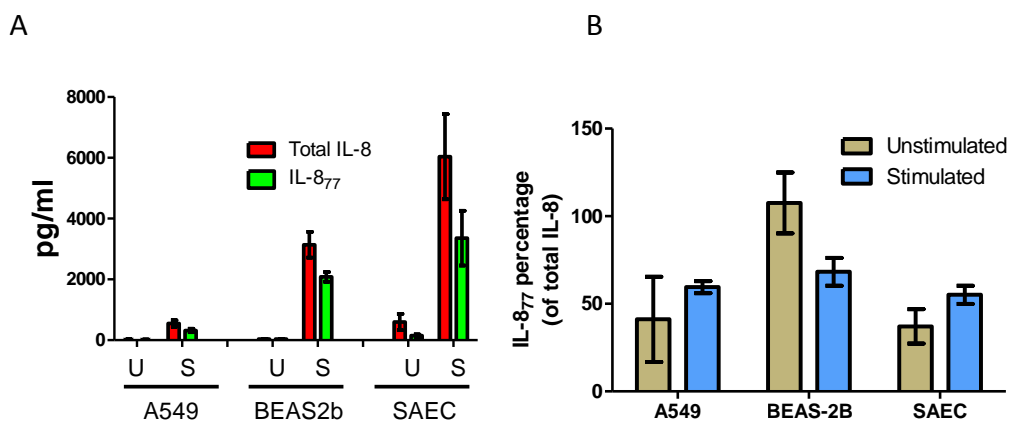 A
B
8000
6000
4000
2000
0
pg/ml
Total IL-8
IL-8₇₇
U S U S U S
A549 BEAS2b SAEC
150
100
50
0
IL-8₇₇ percentage
(of total IL-8)
Unstimulated
Stimulated
A549 BEAS-2B SAEC